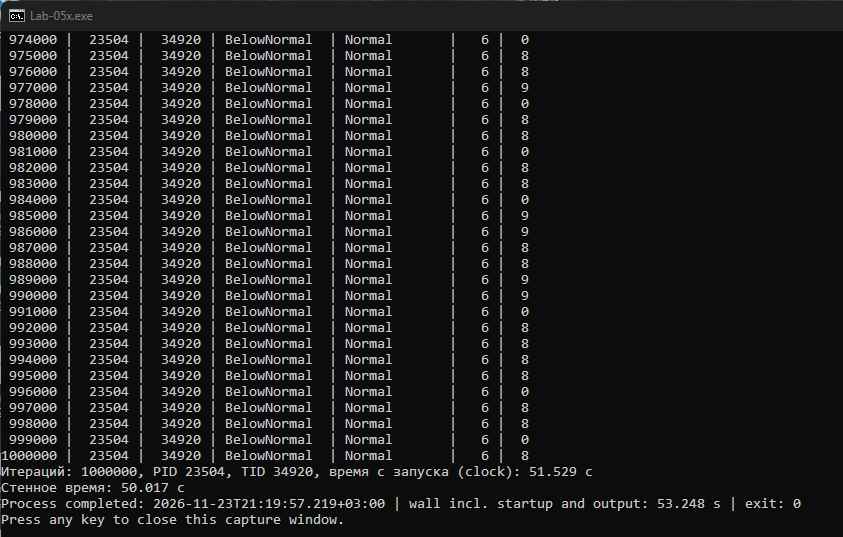 Lab-05x.exe
974000 | 23504 | 34920 | BelowNormal | Normal | 6 | 0
975000 | 23504 | 34920 | BelowNormal | Normal | 6 | 8
976000 | 23504 | 34920 | BelowNormal | Normal | 6 | 8
977000 | 23504 | 34920 | BelowNormal | Normal | 6 | 9
978000 | 23504 | 34920 | BelowNormal | Normal | 6 | 0
979000 | 23504 | 34920 | BelowNormal | Normal | 6 | 8
980000 | 23504 | 34920 | BelowNormal | Normal | 6 | 8
981000 | 23504 | 34920 | BelowNormal | Normal | 6 | 0
982000 | 23504 | 34920 | BelowNormal | Normal | 6 | 8
983000 | 23504 | 34920 | BelowNormal | Normal | 6 | 8
984000 | 23504 | 34920 | BelowNormal | Normal | 6 | 0
985000 | 23504 | 34920 | BelowNormal | Normal | 6 | 9
986000 | 23504 | 34920 | BelowNormal | Normal | 6 | 9
987000 | 23504 | 34920 | BelowNormal | Normal | 6 | 8
988000 | 23504 | 34920 | BelowNormal | Normal | 6 | 8
989000 | 23504 | 34920 | BelowNormal | Normal | 6 | 9
990000 | 23504 | 34920 | BelowNormal | Normal | 6 | 9
991000 | 23504 | 34920 | BelowNormal | Normal | 6 | 0
992000 | 23504 | 34920 | BelowNormal | Normal | 6 | 8
993000 | 23504 | 34920 | BelowNormal | Normal | 6 | 8
994000 | 23504 | 34920 | BelowNormal | Normal | 6 | 8
995000 | 23504 | 34920 | BelowNormal | Normal | 6 | 8
996000 | 23504 | 34920 | BelowNormal | Normal | 6 | 0
997000 | 23504 | 34920 | BelowNormal | Normal | 6 | 8
998000 | 23504 | 34920 | BelowNormal | Normal | 6 | 8
999000 | 23504 | 34920 | BelowNormal | Normal | 6 | 0
1000000 | 23504 | 34920 | BelowNormal | Normal | 6 | 8
Итераций: 1000000, PID 23504, TID 34920, время с запуска (clock): 51.529 с
Стенное время: 50.017 с
Process completed: 2026-11-23T21:19:57.219+03:00 | wall incl. startup and output: 53.248 s | exit: 0
Press any key to close this capture window.